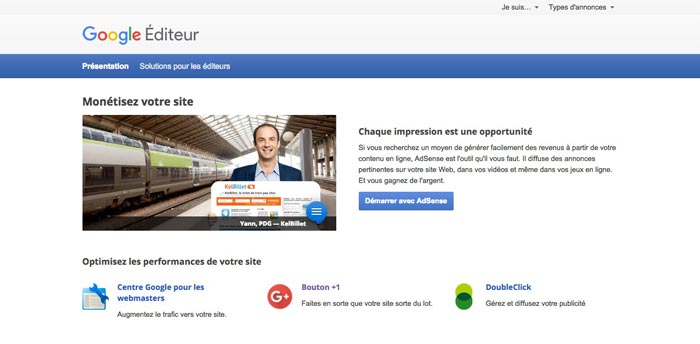 Je suis… Types d'annonces
Google Éditeur
Présentation Solutions pour les éditeurs
Monétisez votre site
KelBillet
Yann, PDG — KelBillet
Chaque impression est une opportunité
Si vous recherchez un moyen de générer facilement des revenus à partir de votre
contenu en ligne, AdSense est l'outil qu'il vous faut. Il diffuse des annonces
pertinentes sur votre site Web, dans vos vidéos et même dans vos jeux en ligne.
Et vous gagnez de l'argent.
Démarrer avec AdSense
Optimisez les performances de votre site
Centre Google pour les
webmasters
Augmentez le trafic vers votre site.
G+
Bouton +1
Faites en sorte que votre site sorte du lot.
DoubleClick
Gérez et diffusez votre publicité